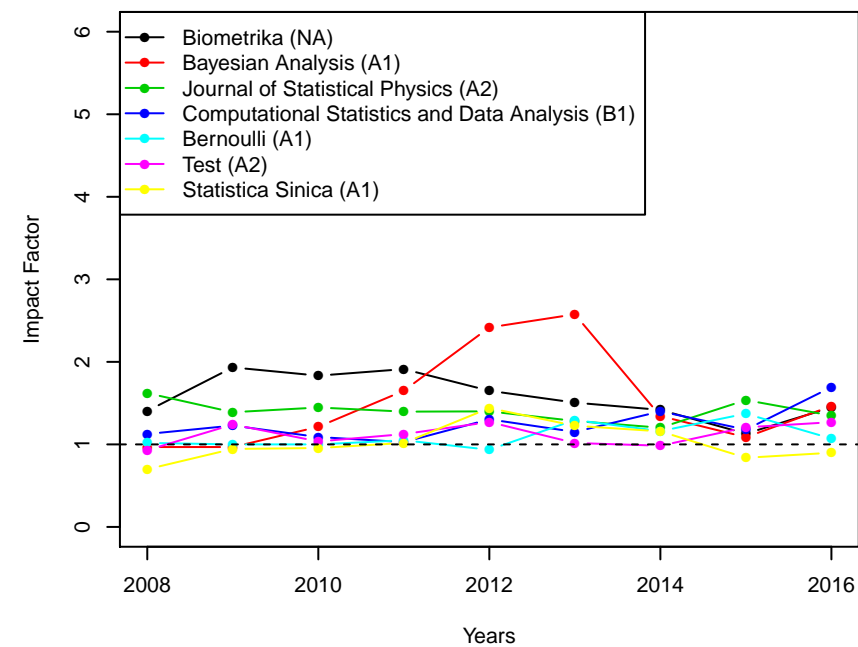 Biometrika (NA)
Bayesian Analysis (A1)
Journal of Statistical Physics (A2)
Computational Statistics and Data Analysis (B1)
Bernoulli (A1)
Test (A2)
Statistica Sinica (A1)
6
5
4
3
2
1
0
Impact Factor
2008 2010 2012 2014 2016
Years